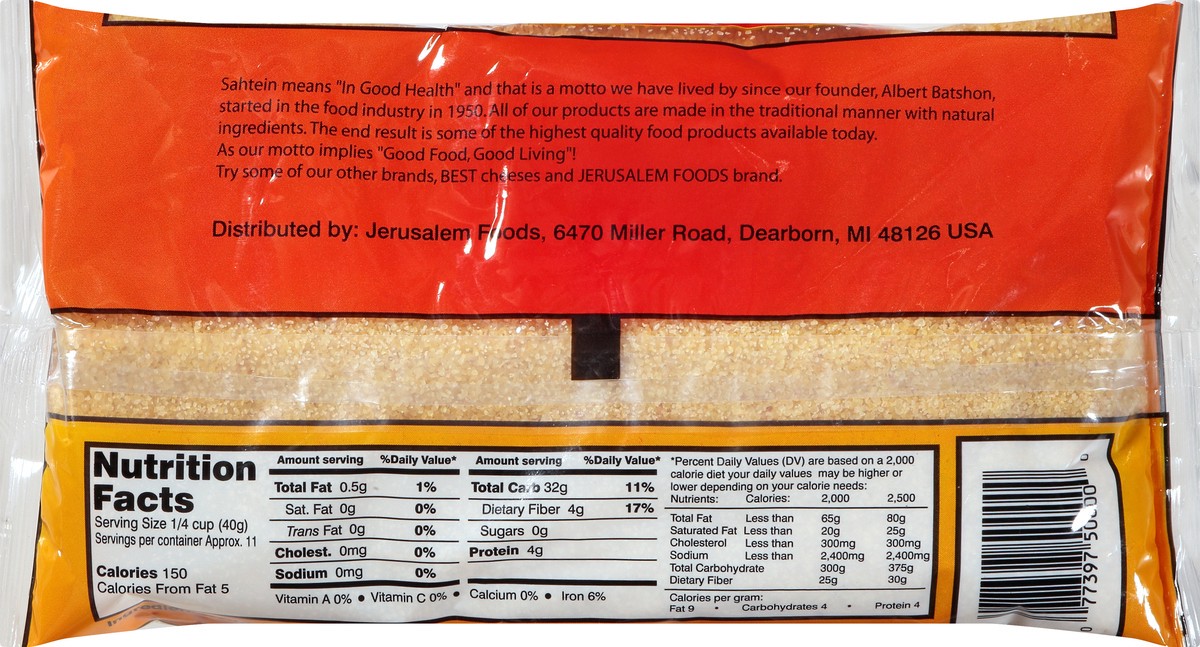 Sahtein means "In Good Health" and that is a motto we have lived by since our founder, Albert Batshon,
started in the food industry in 1950. All of our products are made in the traditional manner with natural
ingredients. The end result is some of the highest quality food products available today.
As our motto implies "Good Food, Good Living"!
Try some of our other brands, BEST cheeses and JERUSALEM FOODS brand.
Distributed by: Jerusalem Foods, 6470 Miller Road, Dearborn, MI 48126 USA
Nutrition
Facts
Serving Size 1/4 cup (40g)
Servings per container Approx. 11
Calories 150
Calories From Fat 5
Amount serving %Daily Value*
Total Fat 0.5g 1%
Sat. Fat 0g 0%
Trans Fat 0g 0%
Cholest. 0mg 0%
Sodium 0mg 0%
Amount serving %Daily Value*
Total Carb 32g 11%
Dietary Fiber 4g 17%
Sugars 0g
Protein 4g
Vitamin A 0% • Vitamin C 0% • Calcium 0% • Iron 6%
*Percent Daily Values (DV) are based on a 2,000
calorie diet your daily values may be higher or
lower depending on your calorie needs:
Nutrients: Calories: 2,000 2,500
Total Fat Less than 65g 80g
Saturated Fat Less than 20g 25g
Cholesterol Less than 300mg 300mg
Sodium Less than 2,400mg 2,400mg
Total Carbohydrate 300g 375g
Dietary Fiber 25g 30g
Calories per gram:
Fat 9 • Carbohydrates 4 • Protein 4
0 77397 50000 0